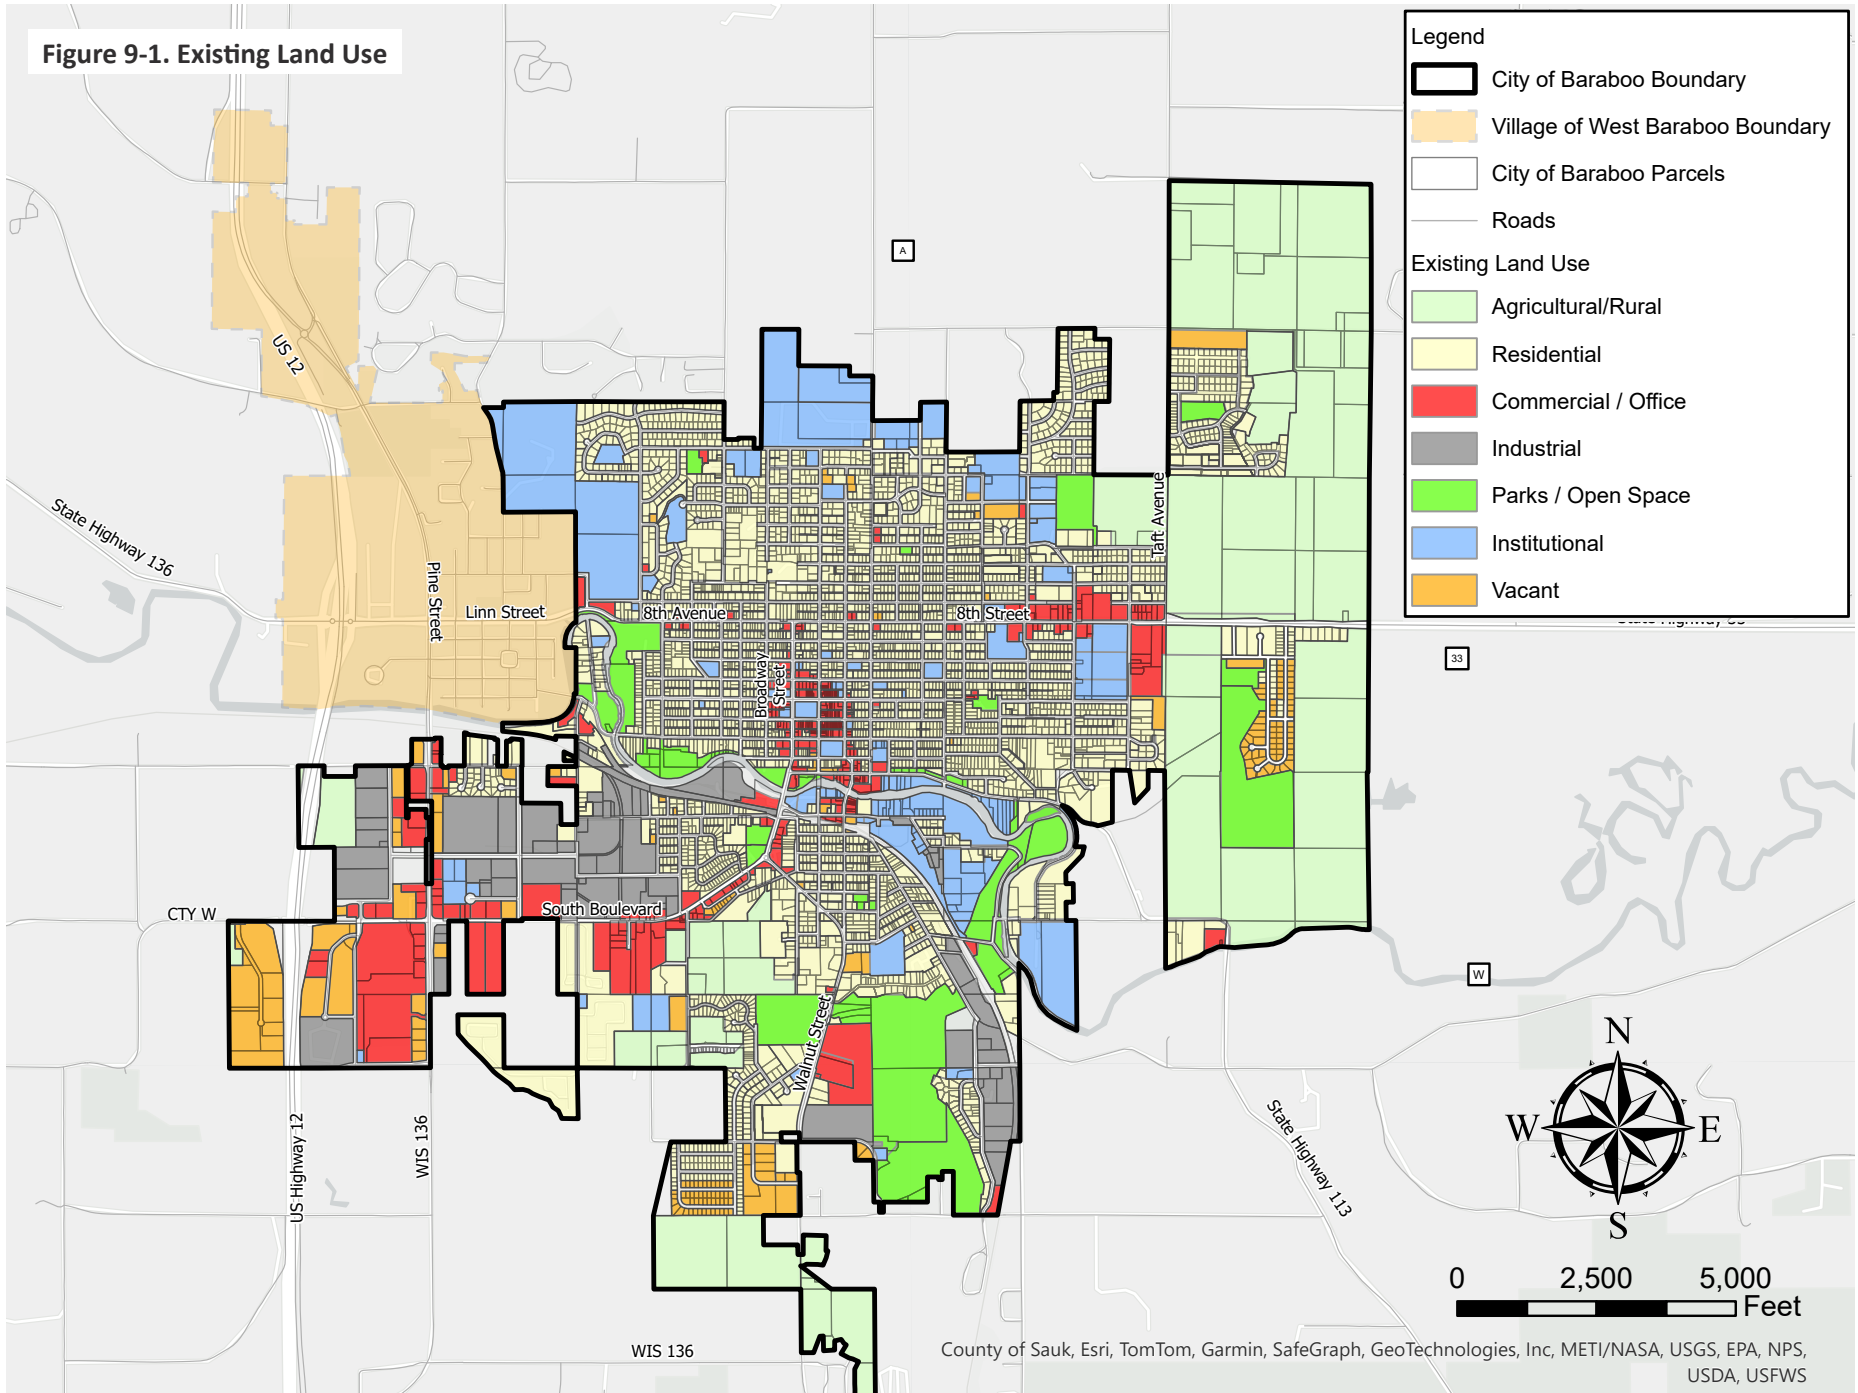 Figure 9-1. Existing Land Use
Legend
City of Baraboo Boundary
Village of West Baraboo Boundary
City of Baraboo Parcels
Roads
Existing Land Use
Agricultural/Rural
Residential
Commercial / Office
Industrial
Parks / Open Space
Institutional
Vacant
A
US 12
State Highway 136
Pine Street
Linn Street
8th Avenue
8th Street
Taft Avenue
Broadway
Street
33
CTY W
South Boulevard
W
Walnut Street
US Highway 12
WIS 136
State Highway 113
WIS 136
N
W
E
S
0 2,500 5,000
Feet
County of Sauk, Esri, TomTom, Garmin, SafeGraph, GeoTechnologies, Inc, METI/NASA, USGS, EPA, NPS,
USDA, USFWS